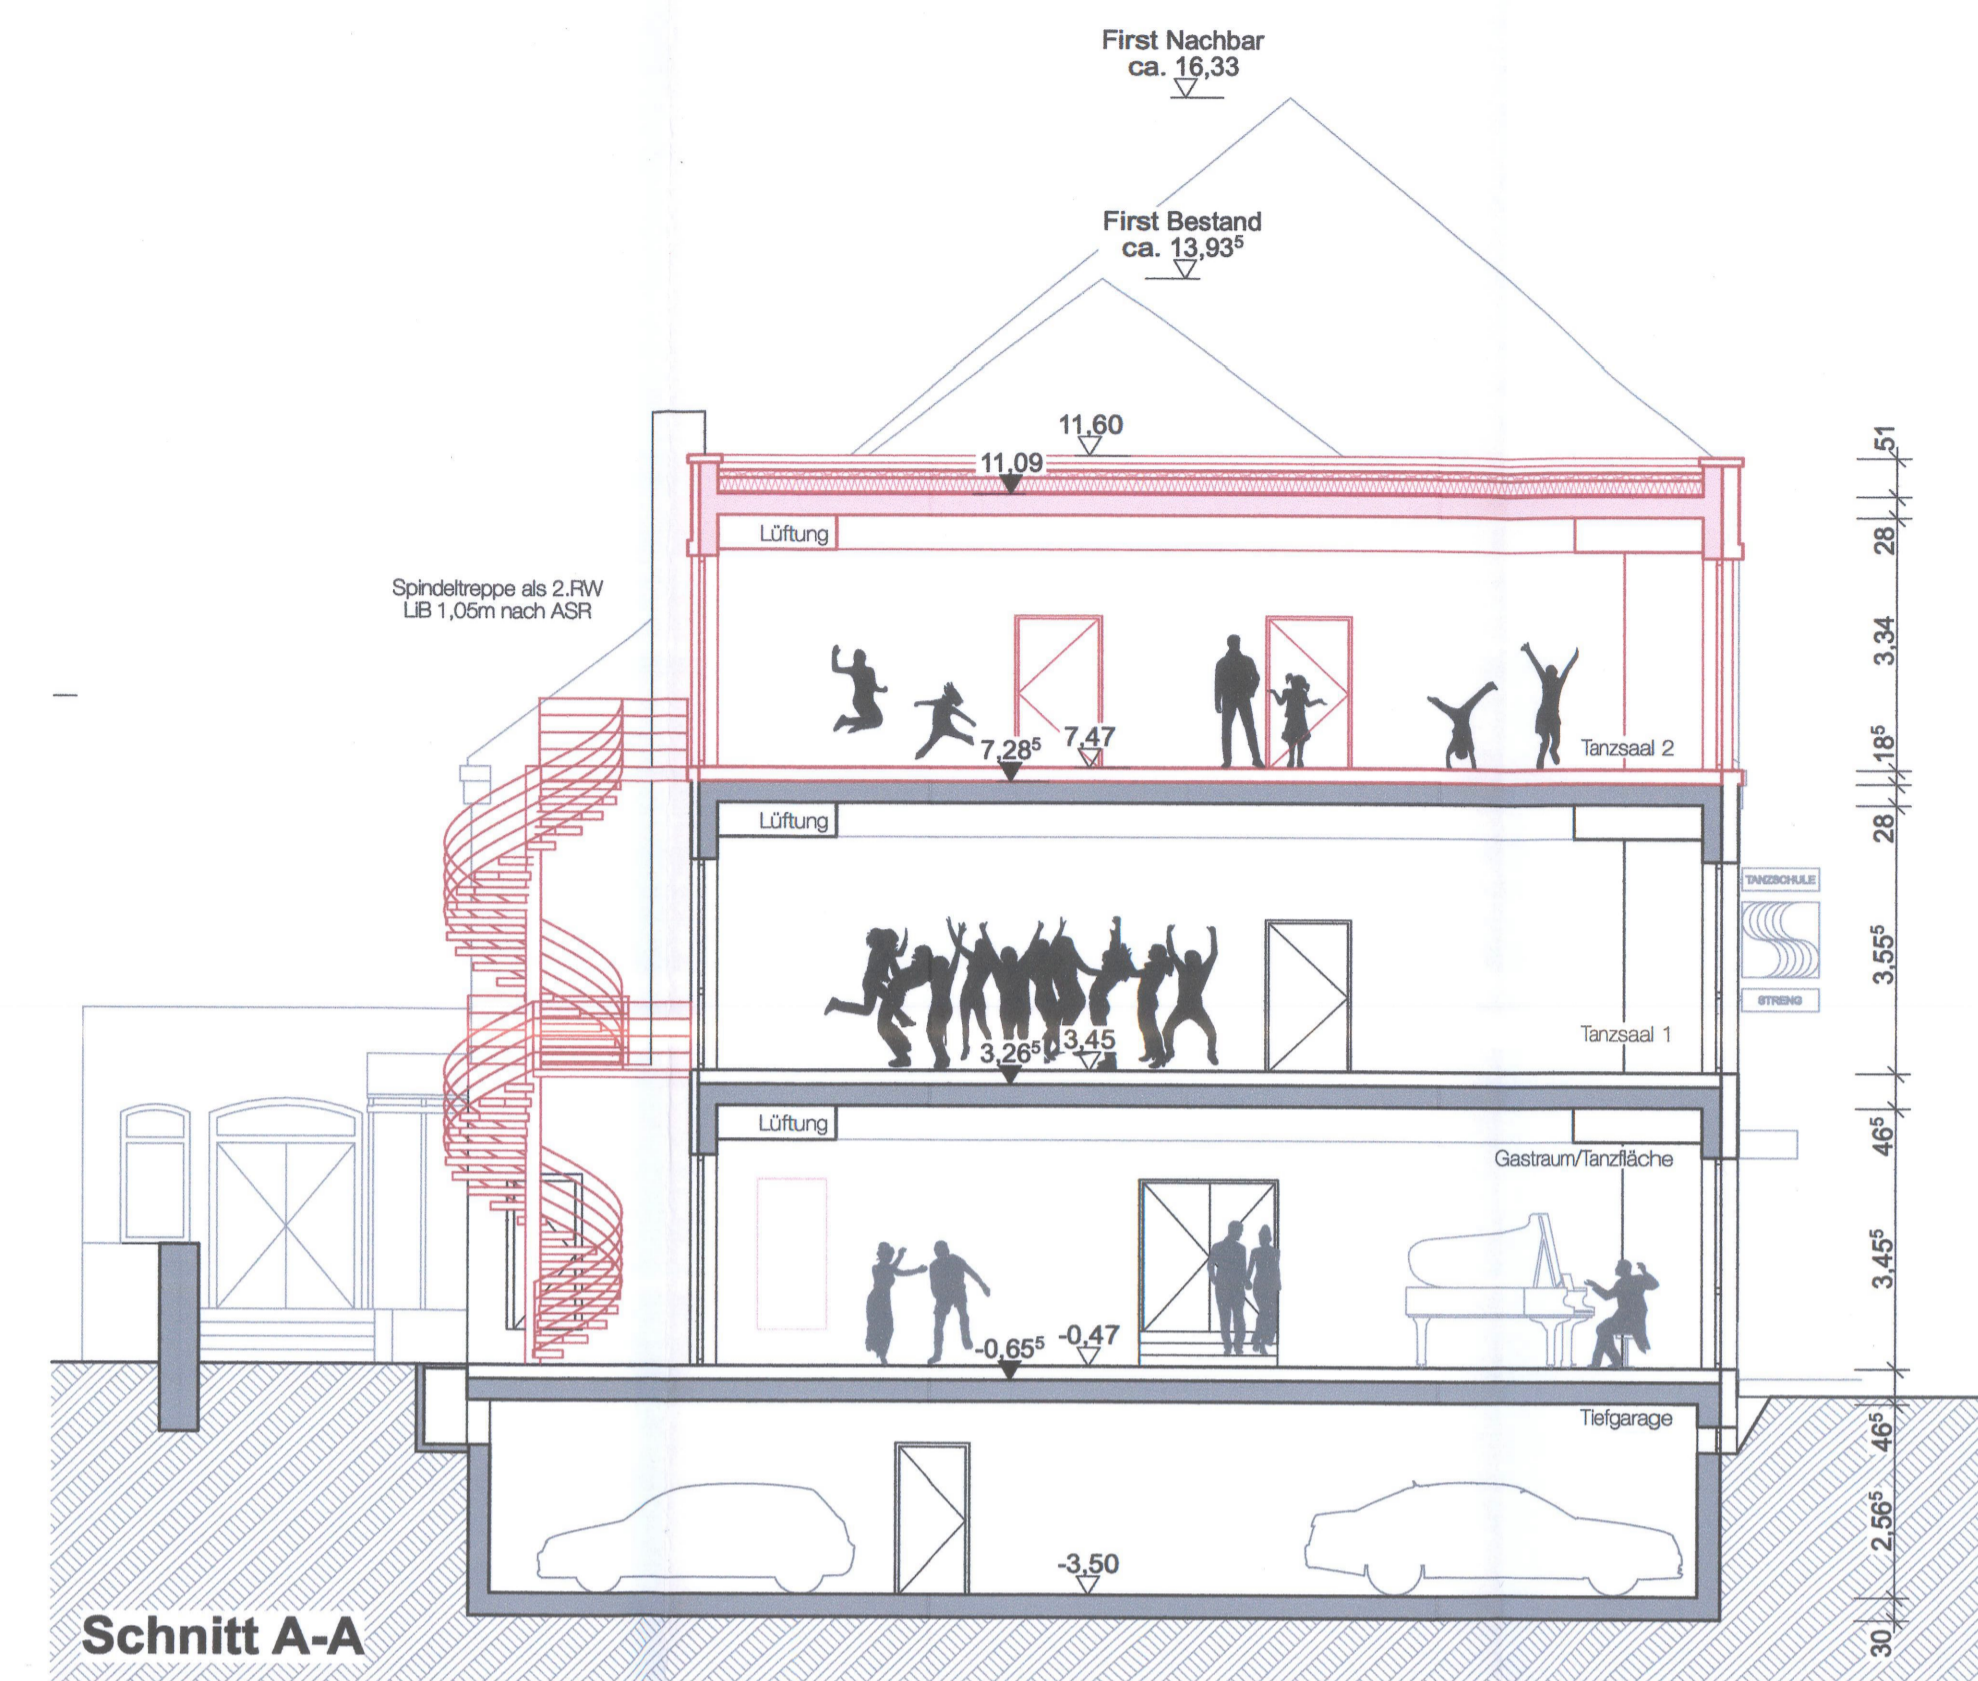 First Nachbar
ca. 16,33
First Bestand
ca. 13,93⁵
11,60
11,09
51
Lüftung
28
Spindeltreppe als 2.RW
LiB 1,05m nach ASR
3,34
7,28⁵
7,47
Tanzsaal 2
18⁵
Lüftung
28
TANZSCHULE
STRENG
3,55⁵
3,26⁵
3,45
Tanzsaal 1
Lüftung
46⁵
Gastraum/Tanzfläche
3,45⁵
-0,65⁵
-0,47
Tiefgarage
46⁵
2,56⁵
-3,50
Schnitt A-A
30